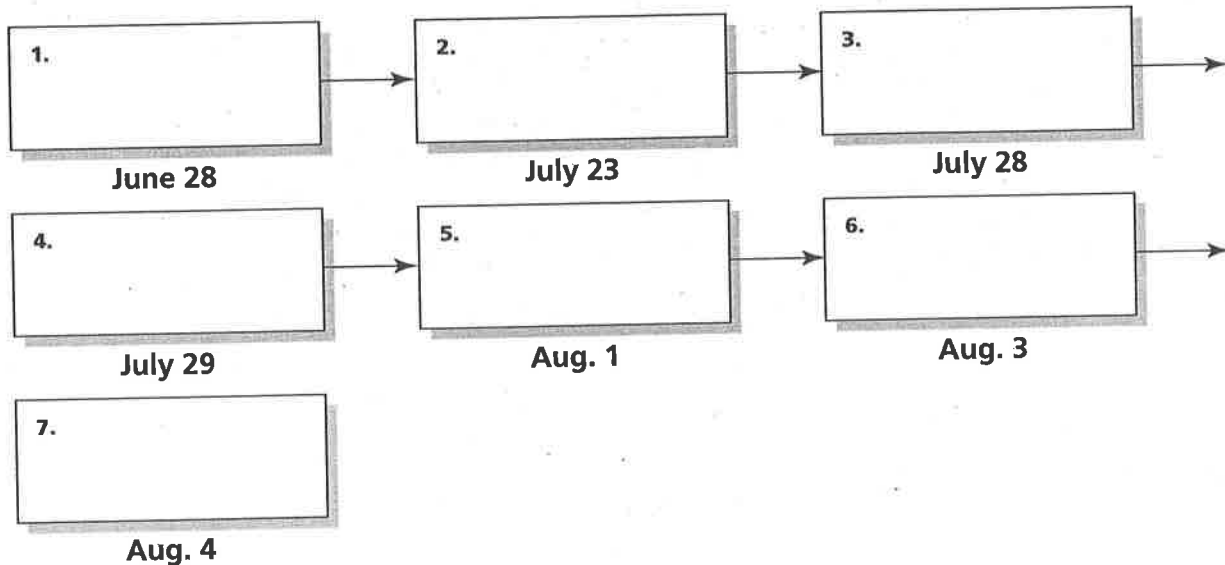 1. 2. 3.
June 28 July 23 July 28
4. 5. 6.
July 29 Aug. 1 Aug. 3
7.
Aug. 4